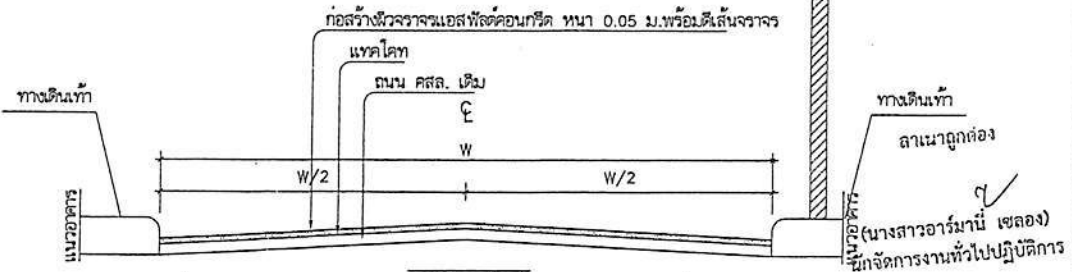 ก่อสร้างผิวจราจรแอสฟัลต์คอนกรีต หนา 0.05 ม.พร้อมตีเส้นจราจร
แทคโคท
ถนน คสล. เดิม
ทางเดินเท้า
ทางเดินเท้า
℄
W
W/2
W/2
สำเนาถูกต้อง
แนวอาคาร
แนวอาคาร
(นางสาวอาร์มานี่ เซลอง)
นักจัดการงานทั่วไปปฏิบัติการ